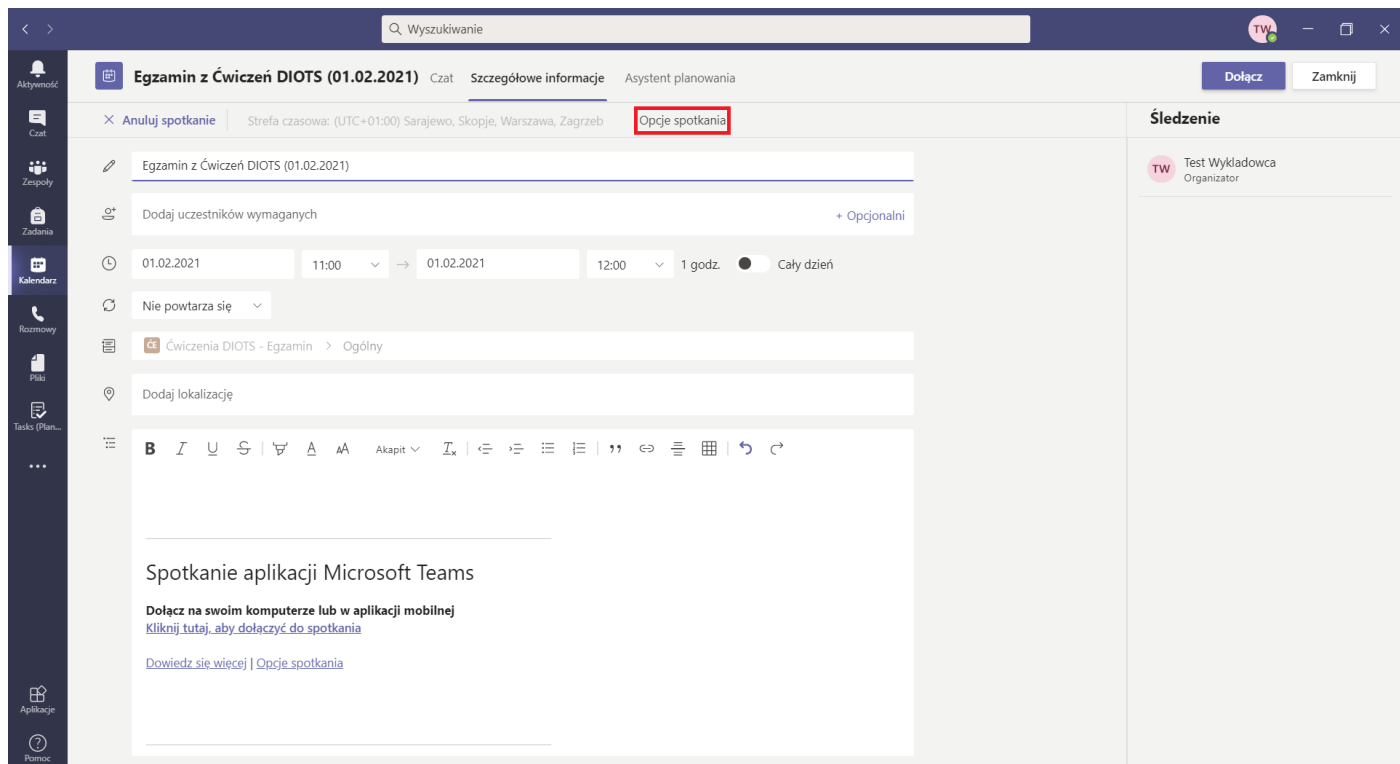 Wyszukiwanie
TW
Aktywność
Czat
Zespoły
Zadania
Kalendarz
Rozmowy
Pliki
Tasks (Plan...
Aplikacje
Pomoc
Egzamin z Ćwiczeń DIOTS (01.02.2021) Czat Szczegółowe informacje Asystent planowania Dołącz Zamknij
Anuluj spotkanie Strefa czasowa: (UTC+01:00) Sarajewo, Skopje, Warszawa, Zagrzeb Opcje spotkania
Egzamin z Ćwiczeń DIOTS (01.02.2021)
Dodaj uczestników wymaganych + Opcjonalni
01.02.2021 11:00 → 01.02.2021 12:00 1 godz. Cały dzień
Nie powtarza się
ĆE Ćwiczenia DIOTS - Egzamin > Ogólny
Dodaj lokalizację
B I U S A AA Akapit
Spotkanie aplikacji Microsoft Teams
Dołącz na swoim komputerze lub w aplikacji mobilnej
Kliknij tutaj, aby dołączyć do spotkania
Dowiedz się więcej | Opcje spotkania
Śledzenie
TW Test Wykladowca
Organizator